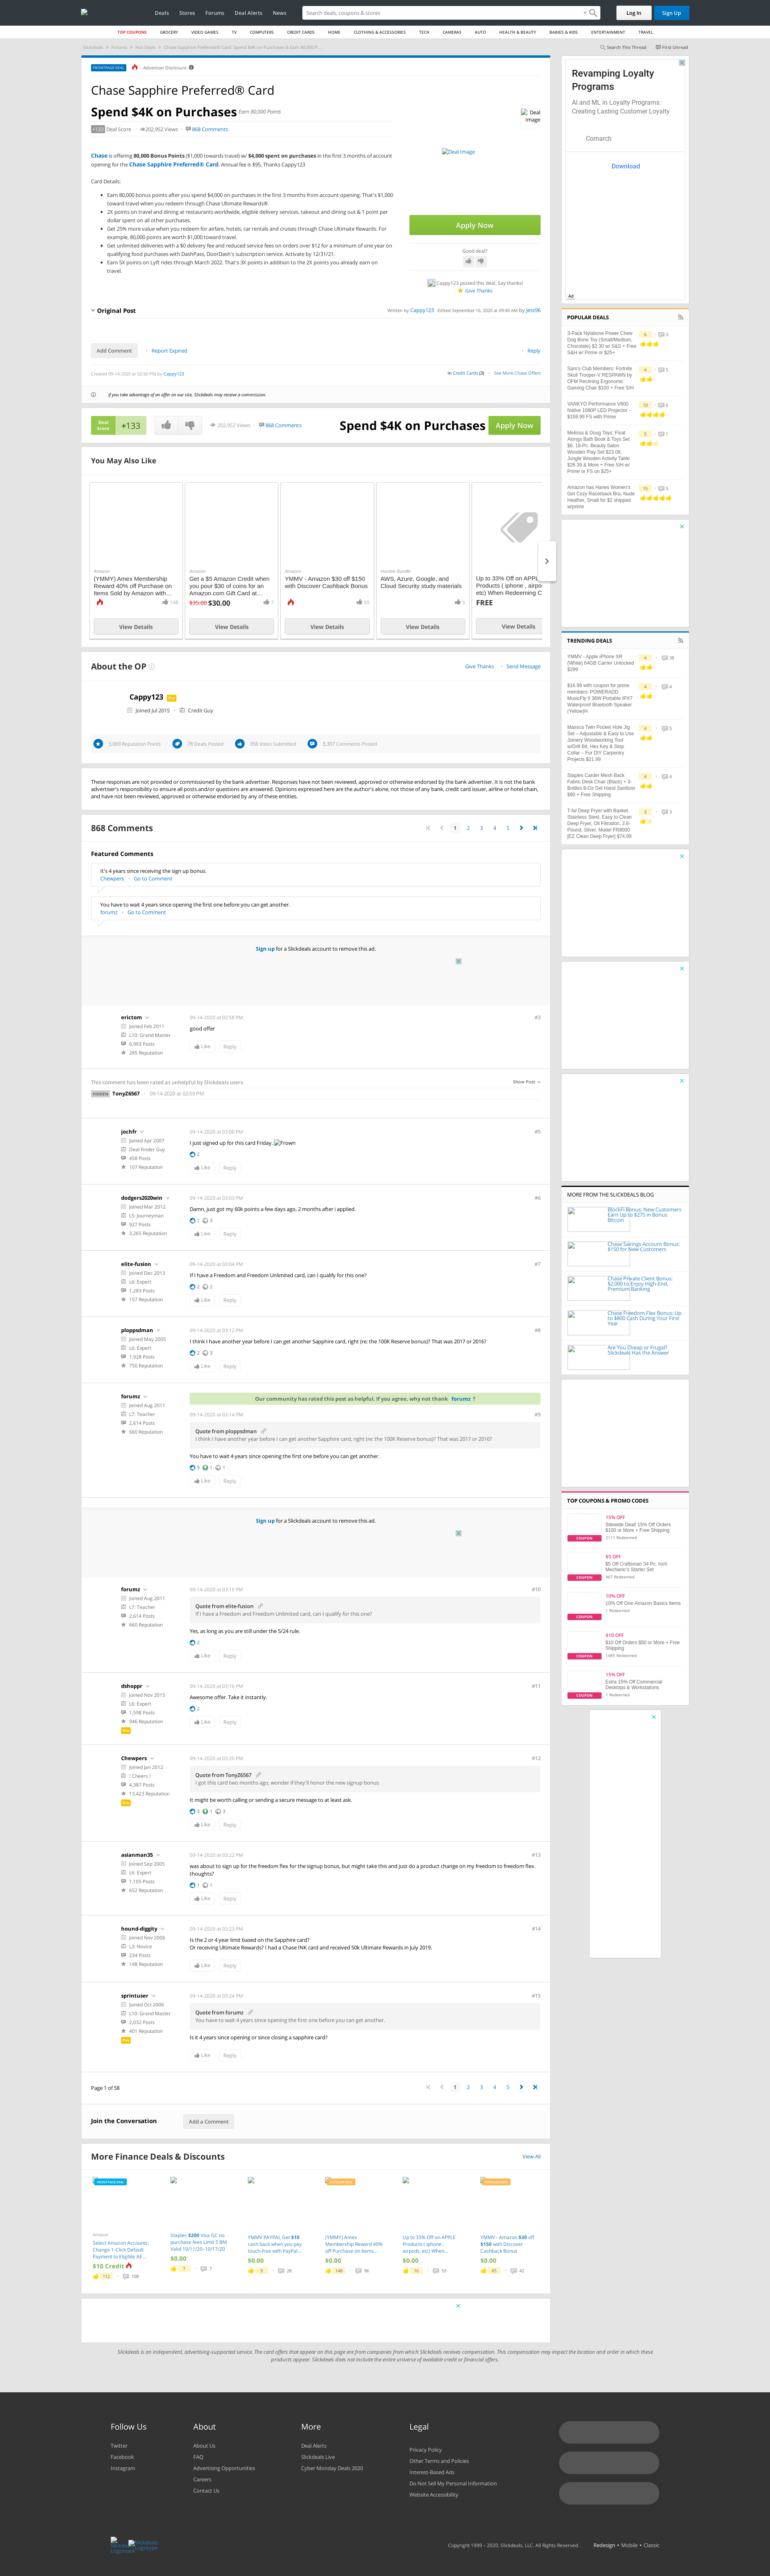 Deals Stores Forums Deal Alerts News
Search deals, coupons & stores
Log In Sign Up
TOP COUPONS GROCERY VIDEO GAMES TV COMPUTERS CREDIT CARDS HOME CLOTHING & ACCESSORIES TECH CAMERAS AUTO HEALTH & BEAUTY BABIES & KIDS ENTERTAINMENT TRAVEL
Slickdeals > Forums > Hot Deals > Chase Sapphire Preferred® Card: Spend $4K on Purchases & Earn 80,000 P...
Search This Thread First Unread
FRONTPAGE DEAL Advertiser Disclosure
Chase Sapphire Preferred® Card
Spend $4K on Purchases Earn 80,000 Points
Deal Image
+133 Deal Score 202,952 Views 868 Comments
Chase is offering 80,000 Bonus Points ($1,000 towards travel) w/ $4,000 spent on purchases in the first 3 months of account opening for the Chase Sapphire Preferred® Card. Annual fee is $95. Thanks Cappy123
Card Details:
Earn 80,000 bonus points after you spend $4,000 on purchases in the first 3 months from account opening. That's $1,000 toward travel when you redeem through Chase Ultimate Rewards®.
2X points on travel and dining at restaurants worldwide, eligible delivery services, takeout and dining out & 1 point per dollar spent on all other purchases.
Get 25% more value when you redeem for airfare, hotels, car rentals and cruises through Chase Ultimate Rewards. For example, 80,000 points are worth $1,000 toward travel.
Get unlimited deliveries with a $0 delivery fee and reduced service fees on orders over $12 for a minimum of one year on qualifying food purchases with DashPass, DoorDash's subscription service. Activate by 12/31/21.
Earn 5X points on Lyft rides through March 2022. That's 3X points in addition to the 2X points you already earn on travel.
Deal Image
Apply Now
Good deal?
Cappy123 posted this deal. Say thanks!
Give Thanks
Original Post
Written by Cappy123 Edited September 16, 2020 at 09:40 AM by Jess96
Add Comment Report Expired Reply
Created 09-14-2020 at 02:56 PM by Cappy123
in Credit Cards (3) See More Chase Offers
If you take advantage of an offer on our site, Slickdeals may receive a commission.
Deal Score +133 202,952 Views 868 Comments Spend $4K on Purchases Apply Now
You May Also Like
Amazon
(YMMY) Amex Membership Reward 40% off Purchase on Items Sold by Amazon with...
148
View Details
Amazon
Get a $5 Amazon Credit when you pour $30 of coins for an Amazon.com Gift Card at...
$35.00 $30.00 7
View Details
Amazon
YMMV - Amazon $30 off $150 with Discover Cashback Bonus
65
View Details
Humble Bundle
AWS, Azure, Google, and Cloud Security study materials
5
View Details
Up to 33% Off on APPLE Products ( iphone , airpo etc) When Redeeming C
FREE
View Details
About the OP
Give Thanks Send Message
Cappy123 Pro
Joined Jul 2015 Credit Guy
3,869 Reputation Points 78 Deals Posted 356 Votes Submitted 3,307 Comments Posted
These responses are not provided or commissioned by the bank advertiser. Responses have not been reviewed, approved or otherwise endorsed by the bank advertiser. It is not the bank advertiser's responsibility to ensure all posts and/or questions are answered. Opinions expressed here are the author's alone, not those of any bank, credit card issuer, airline or hotel chain, and have not been reviewed, approved or otherwise endorsed by any of these entities.
868 Comments
1 2 3 4 5
Featured Comments
It's 4 years since receiving the sign up bonus.
Chewpers Go to Comment
You have to wait 4 years since opening the first one before you can get another.
forumz Go to Comment
Sign up for a Slickdeals account to remove this ad.
erictom
Joined Feb 2011
L10: Grand Master
6,993 Posts
285 Reputation
09-14-2020 at 02:58 PM #3
good offer
Like Reply
This comment has been rated as unhelpful by Slickdeals users Show Post
HIDDEN TonyZ6567 09-14-2020 at 02:59 PM
jochfr
Joined Apr 2007
Deal Finder Guy
458 Posts
107 Reputation
09-14-2020 at 03:00 PM #5
I just signed up for this card Friday. Frown
2
Like Reply
dodgers2020win
Joined Mar 2012
L5: Journeyman
927 Posts
3,265 Reputation
09-14-2020 at 03:03 PM #6
Damn, just got my 60k points a few days ago, 2 months after i applied.
1 3
Like Reply
elite-fusion
Joined Dec 2013
L6: Expert
1,283 Posts
157 Reputation
09-14-2020 at 03:04 PM #7
If I have a Freedom and Freedom Unlimited card, can I qualify for this one?
2 2
Like Reply
ploppsdman
Joined May 2005
L6: Expert
1,928 Posts
750 Reputation
09-14-2020 at 03:12 PM #8
I think I have another year before I can get another Sapphire card, right (re: the 100K Reserve bonus)? That was 2017 or 2016?
2 3
Like Reply
forumz
Joined Aug 2011
L7: Teacher
2,614 Posts
660 Reputation
Our community has rated this post as helpful. If you agree, why not thank forumz ?
09-14-2020 at 03:14 PM #9
Quote from ploppsdman
I think I have another year before I can get another Sapphire card, right (re: the 100K Reserve bonus)? That was 2017 or 2016?
You have to wait 4 years since opening the first one before you can get another.
9 1 1
Like Reply
Sign up for a Slickdeals account to remove this ad.
forumz
Joined Aug 2011
L7: Teacher
2,614 Posts
660 Reputation
09-14-2020 at 03:15 PM #10
Quote from elite-fusion
If I have a Freedom and Freedom Unlimited card, can I qualify for this one?
Yes, as long as you are still under the 5/24 rule.
2
Like Reply
dshoppr
Joined Nov 2015
L6: Expert
1,598 Posts
946 Reputation
Pro
09-14-2020 at 03:16 PM #11
Awesome offer. Take it instantly.
2
Like Reply
Chewpers
Joined Jan 2012
! Cheers !
4,387 Posts
13,423 Reputation
Pro
09-14-2020 at 03:20 PM #12
Quote from TonyZ6567
I got this card two months ago, wonder if they'll honor the new signup bonus
It might be worth calling or sending a secure message to at least ask.
3 1 3
Like Reply
asianman35
Joined Sep 2005
L6: Expert
1,105 Posts
652 Reputation
09-14-2020 at 03:22 PM #13
was about to sign up for the freedom flex for the signup bonus, but might take this and just do a product change on my freedom to freedom flex. thoughts?
1 1
Like Reply
hound-diggity
Joined Nov 2006
L3: Novice
234 Posts
148 Reputation
09-14-2020 at 03:23 PM #14
Is the 2 or 4 year limit based on the Sapphire card?
Or receiving Ultimate Rewards? I had a Chase INK card and received 50k Ultimate Rewards in July 2019.
Like Reply
sprintuser
Joined Oct 2006
L10: Grand Master
2,032 Posts
401 Reputation
Pro
09-14-2020 at 03:24 PM #15
Quote from forumz
You have to wait 4 years since opening the first one before you can get another.
Is it 4 years since opening or since closing a sapphire card?
Like Reply
Page 1 of 58
1 2 3 4 5
Join the Conversation Add a Comment
More Finance Deals & Discounts View All
FRONTPAGE DEAL
Amazon
Select Amazon Accounts: Change 1-Click Default Payment to Eligible AE...
$10 Credit
112 108
Staples $200 Visa GC no purchase fees Limit 5 BM Valid 10/11/20-10/17/20
$0.00
7 7
YMMV PAYPAL Get $10 cash back when you pay touch-free with PayPal...
$0.00
9 28
(YMMY) Amex Membership Reward 40% off Purchase on Items...
$0.00
148 96
Up to 33% Off on APPLE Products ( iphone , airpods, etc) When...
$0.00
16 53
YMMV - Amazon $30 off $150 with Discover Cashback Bonus
$0.00
65 42
Slickdeals is an independent, advertising-supported service. The card offers that appear on this page are from companies from which Slickdeals receives compensation. This compensation may impact the location and order in which these products appear. Slickdeals does not include the entire universe of available credit or financial offers.
Revamping Loyalty Programs
AI and ML in Loyalty Programs: Creating Lasting Customer Loyalty
Comarch
Download
Ad
POPULAR DEALS
3-Pack Nylabone Power Chew Dog Bone Toy (Small/Medium, Chocolate) $2.30 w/ S&S + Free S&H w/ Prime or $25+
6 3
Sam's Club Members: Fortnite Skull Trooper-V RESPAWN by OFM Reclining Ergonomic Gaming Chair $100 + Free S/H
4 5
VANKYO Performance V600 Native 1080P LED Projector - $159.99 FS with Prime
10 6
Melissa & Doug Toys: Float Alongs Bath Book & Toys Set $6, 18-Pc. Beauty Salon Wooden Play Set $23.09, Jungle Wooden Activity Table $26.39 & More + Free S/H w/ Prime or FS on $25+
5 1
Amazon has Hanes Women's Get Cozy Racerback Bra, Nude Heather, Small for $2 shipped w/prime
15 5
TRENDING DEALS
YMMV - Apple iPhone XR (White) 64GB Carrier Unlocked $299
4 38
$16.99 with coupon for prime members: POWERADD MusicFly II 36W Portable IPX7 Waterproof Bluetooth Speaker (Yellow)!#
4 4
Massca Twin Pocket Hole Jig Set – Adjustable & Easy to Use Joinery Woodworking Tool w/Drill Bit, Hex Key & Stop Collar – For DIY Carpentry Projects $21.99
4 5
Staples Carder Mesh Back Fabric Desk Chair (Black) + 3-Bottles 8-Oz Gel Hand Sanitizer $90 + Free Shipping
4 4
T-fal Deep Fryer with Basket, Stainless Steel, Easy to Clean Deep Fryer, Oil Filtration, 2.6-Pound, Silver, Model FR8000 [EZ Clean Deep Fryer] $74.99
3 3
MORE FROM THE SLICKDEALS BLOG
BlockFi Bonus: New Customers Earn Up to $275 in Bonus Bitcoin
Chase Savings Account Bonus: $150 for New Customers
Chase Private Client Bonus: $2,000 to Enjoy High-End, Premium Banking
Chase Freedom Flex Bonus: Up to $800 Cash During Your First Year
Are You Cheap or Frugal? Slickdeals Has the Answer
TOP COUPONS & PROMO CODES
15% OFF
Sitewide Deal! 15% Off Orders $100 or More + Free Shipping
COUPON 2111 Redeemed
$5 OFF
$5 Off Craftsman 34 Pc. Inch Mechanic's Starter Set
COUPON 467 Redeemed
10% OFF
10% Off One Amazon Basics Items
COUPON 1 Redeemed
$10 OFF
$10 Off Orders $50 or More + Free Shipping
COUPON 1485 Redeemed
15% OFF
Extra 15% Off Commercial Desktops & Workstations
COUPON 1 Redeemed
Follow Us
Twitter
Facebook
Instagram
About
About Us
FAQ
Advertising Opportunities
Careers
Contact Us
More
Deal Alerts
Slickdeals Live
Cyber Monday Deals 2020
Legal
Privacy Policy
Other Terms and Policies
Interest-Based Ads
Do Not Sell My Personal Information
Website Accessibility
Slickdeals Logomark Slickdeals Logotype
Copyright 1999 - 2020. Slickdeals, LLC. All Rights Reserved. Redesign • Mobile • Classic